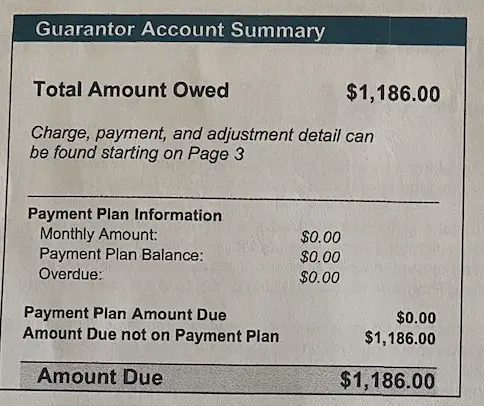 Guarantor Account Summary
Total Amount Owed $1,186.00
Charge, payment, and adjustment detail can
be found starting on Page 3
Payment Plan Information
Monthly Amount: $0.00
Payment Plan Balance: $0.00
Overdue: $0.00
Payment Plan Amount Due $0.00
Amount Due not on Payment Plan $1,186.00
Amount Due $1,186.00